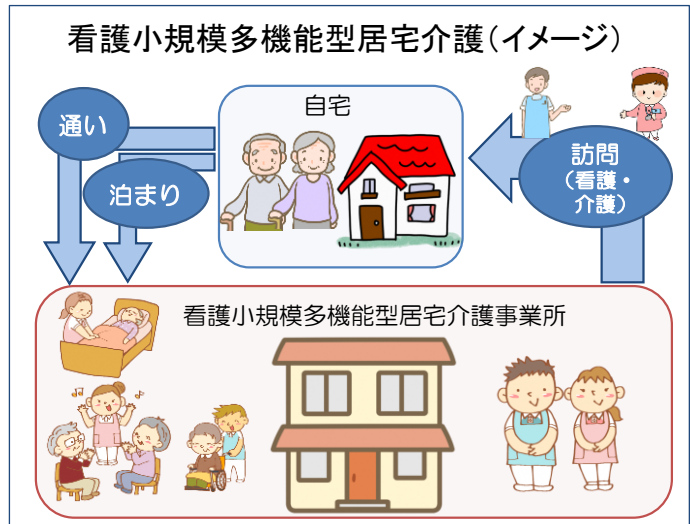 看護小規模多機能型居宅介護（イメージ）
自宅
通い
泊まり
訪問
（看護・
介護）
看護小規模多機能型居宅介護事業所